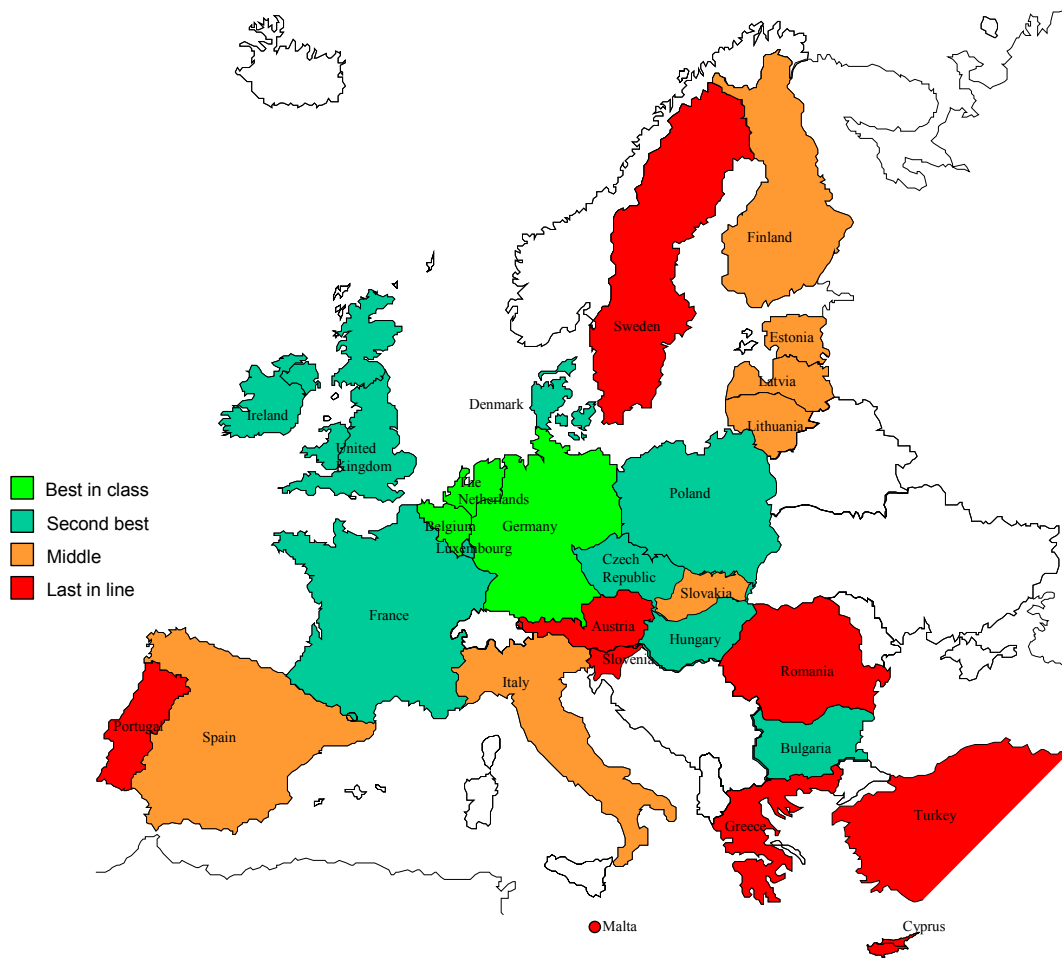 Finland
Sweden
Estonia
Latvia
Denmark
Ireland
Lithuania
United
Kingdom
The
Netherlands
Poland
Belgium
Germany
Luxembourg
Czech
Republic
Slovakia
France
Austria
Hungary
Slovenia
Romania
Italy
Portugal
Spain
Bulgaria
Greece
Turkey
Malta
Cyprus
Best in class
Second best
Middle
Last in line